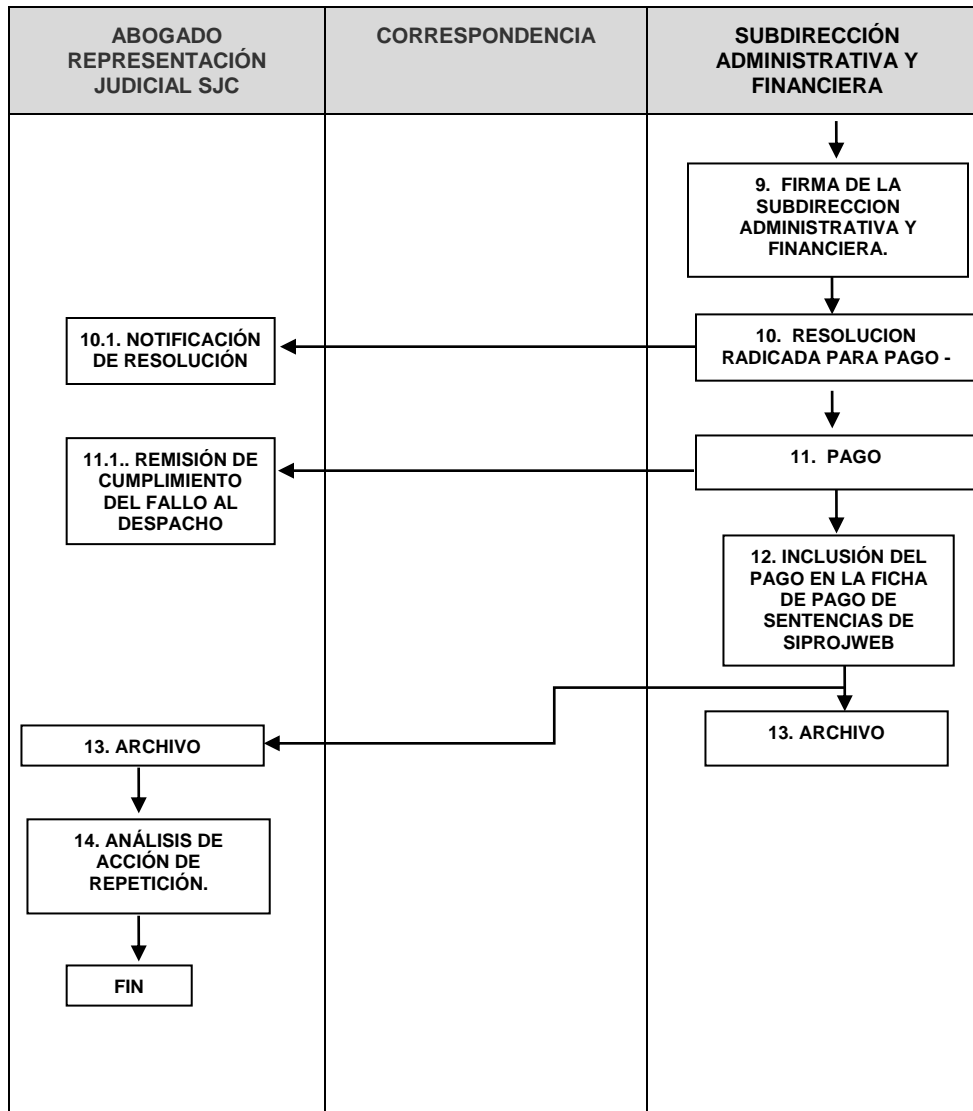 ABOGADO
REPRESENTACIÓN
JUDICIAL SJC
CORRESPONDENCIA
SUBDIRECCIÓN
ADMINISTRATIVA Y
FINANCIERA
9. FIRMA DE LA
SUBDIRECCION
ADMINISTRATIVA Y
FINANCIERA.
10.1. NOTIFICACIÓN
DE RESOLUCIÓN
10. RESOLUCION
RADICADA PARA PAGO -
11.1.. REMISIÓN DE
CUMPLIMIENTO
DEL FALLO AL
DESPACHO
11. PAGO
12. INCLUSIÓN DEL
PAGO EN LA FICHA
DE PAGO DE
SENTENCIAS DE
SIPROJWEB
13. ARCHIVO
13. ARCHIVO
14. ANÁLISIS DE
ACCIÓN DE
REPETICIÓN.
FIN